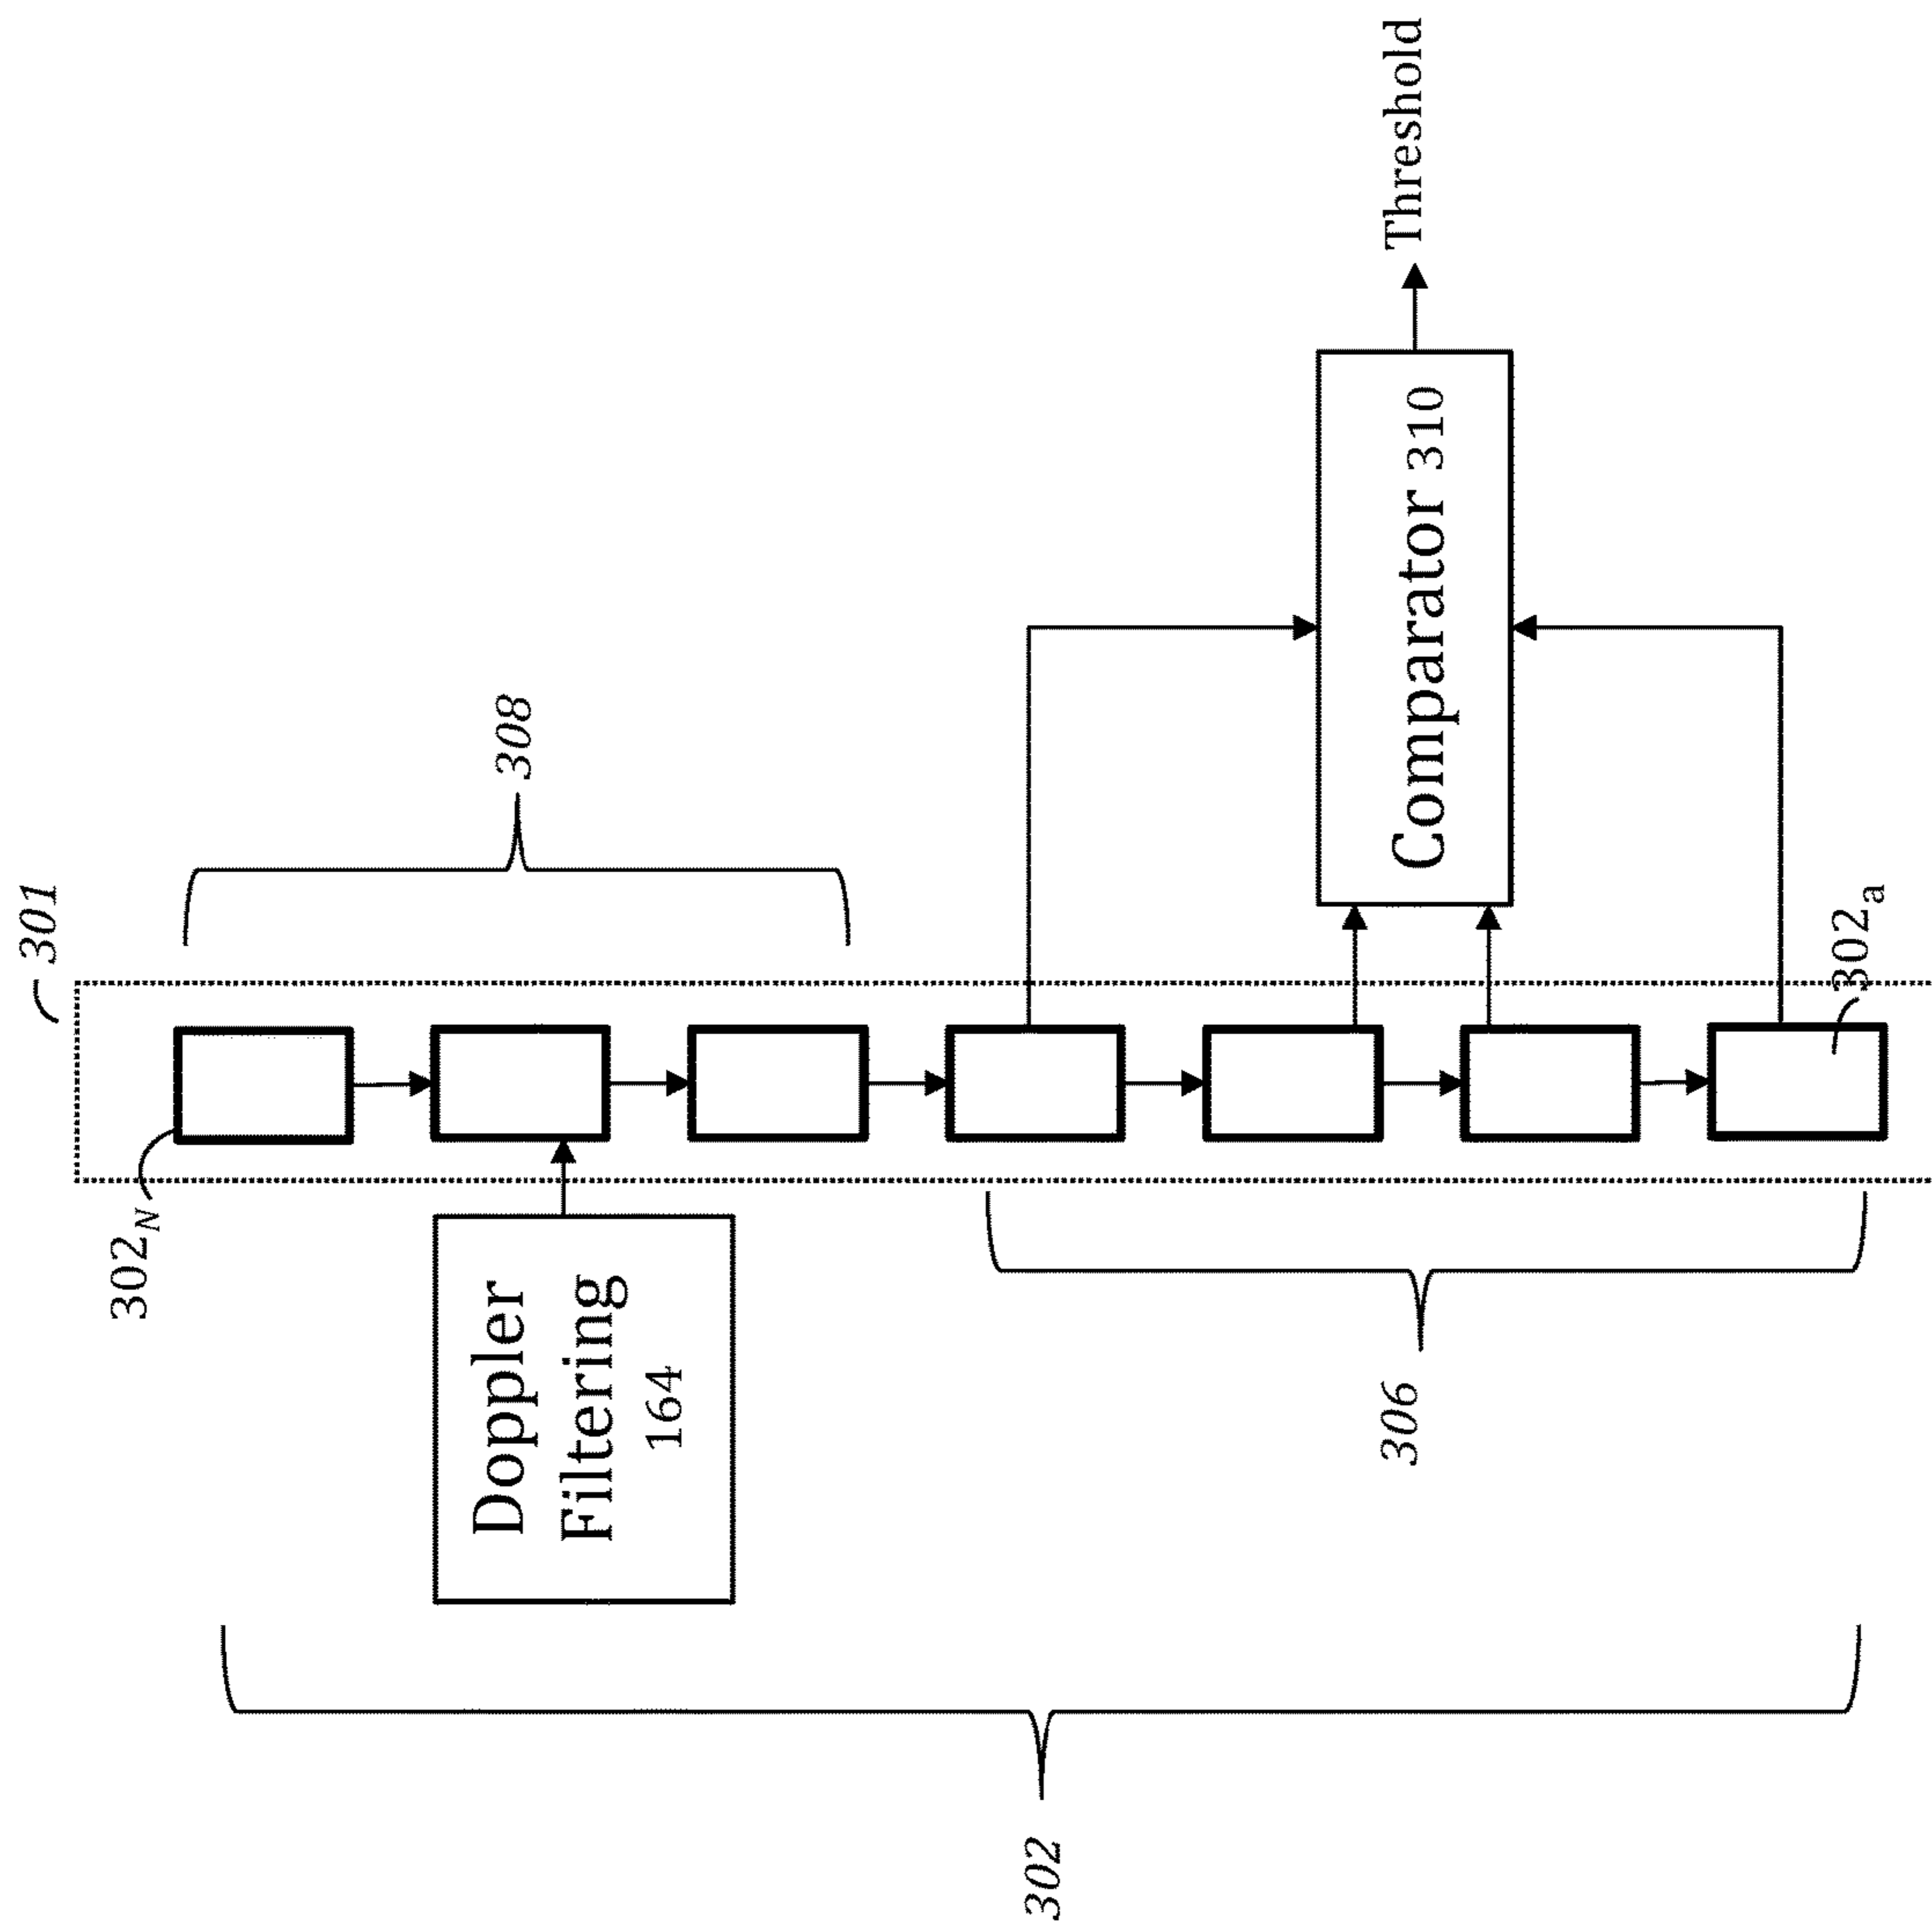 301
302N
308
Doppler
Filtering
164
306
302
302a
Comparator 310
Threshold